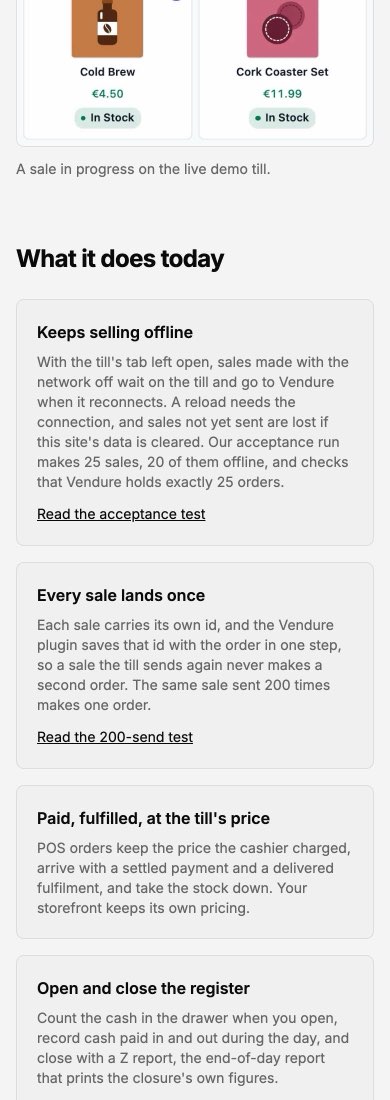 Cold Brew
€4.50
In Stock
Cork Coaster Set
€11.99
In Stock
A sale in progress on the live demo till.
What it does today
Keeps selling offline
With the till's tab left open, sales made with the
network off wait on the till and go to Vendure
when it reconnects. A reload needs the
connection, and sales not yet sent are lost if
this site's data is cleared. Our acceptance run
makes 25 sales, 20 of them offline, and checks
that Vendure holds exactly 25 orders.
Read the acceptance test
Every sale lands once
Each sale carries its own id, and the Vendure
plugin saves that id with the order in one step,
so a sale the till sends again never makes a
second order. The same sale sent 200 times
makes one order.
Read the 200-send test
Paid, fulfilled, at the till's price
POS orders keep the price the cashier charged,
arrive with a settled payment and a delivered
fulfilment, and take the stock down. Your
storefront keeps its own pricing.
Open and close the register
Count the cash in the drawer when you open,
record cash paid in and out during the day, and
close with a Z report, the end-of-day report
that prints the closure's own figures.